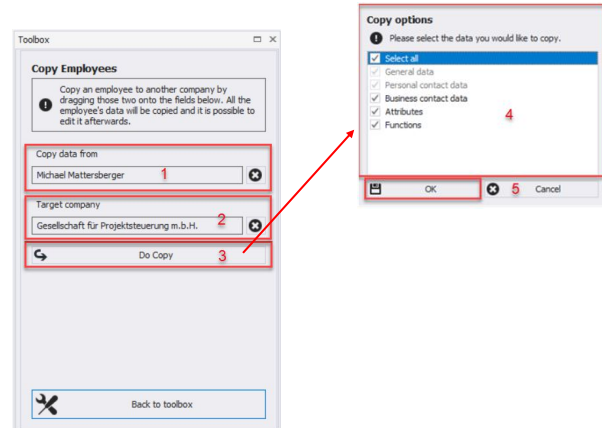 Toolbox
Copy Employees
Copy an employee to another company by
dragging those two onto the fields below. All the
employee's data will be copied and it is possible to
edit it afterwards.
Copy data from
Michael Mattersberger
1
Target company
Gesellschaft für Projektsteuerung m.b.H.
2
Do Copy
3
Back to toolbox
Copy options
Please select the data you would like to copy.
Select all
General data
Personal contact data
Business contact data
Attributes
Functions
4
OK
5
Cancel